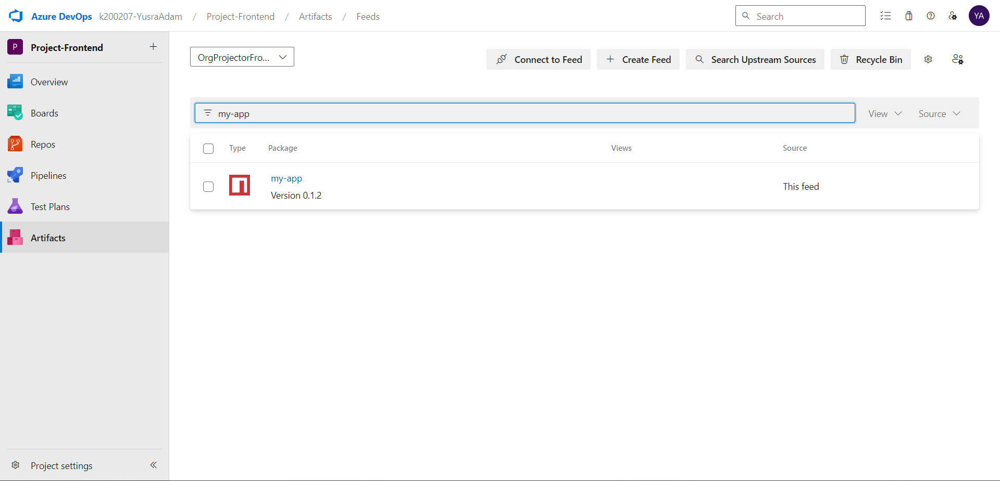 Azure DevOps k200207-YusraAdam / Project-Frontend / Artifacts / Feeds
Search
YA
P Project-Frontend
Overview
Boards
Repos
Pipelines
Test Plans
Artifacts
Project settings
OrgProjectorFro...
Connect to Feed
Create Feed
Search Upstream Sources
Recycle Bin
my-app
View
Source
Type Package Views Source
my-app
Version 0.1.2
This feed